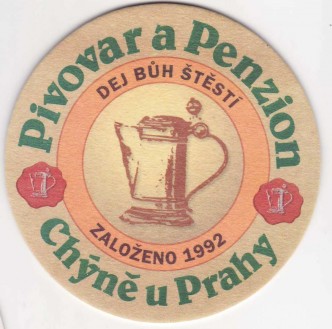 Pivovar a Penzion
DEJ BŮH ŠTĚSTÍ
ZALOŽENO 1992
Chýně u Prahy